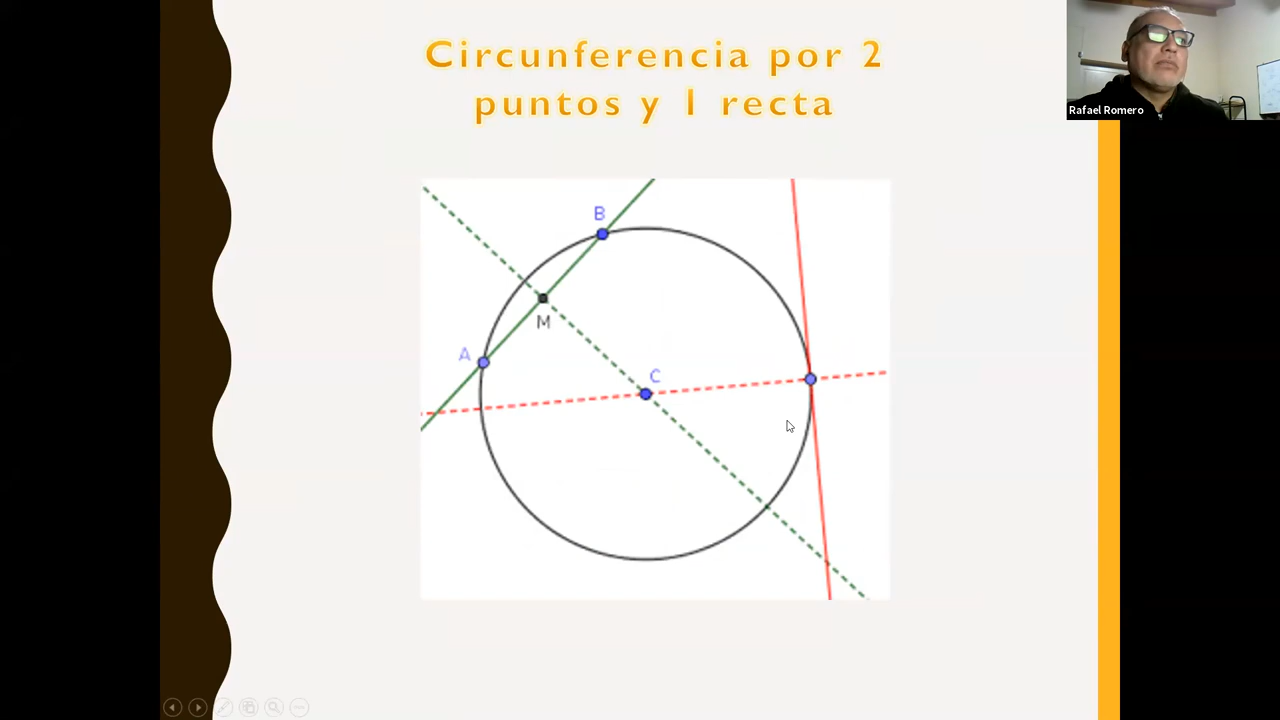 Circunferencia por 2
puntos y 1 recta
Rafael Romero
B
M
A
C